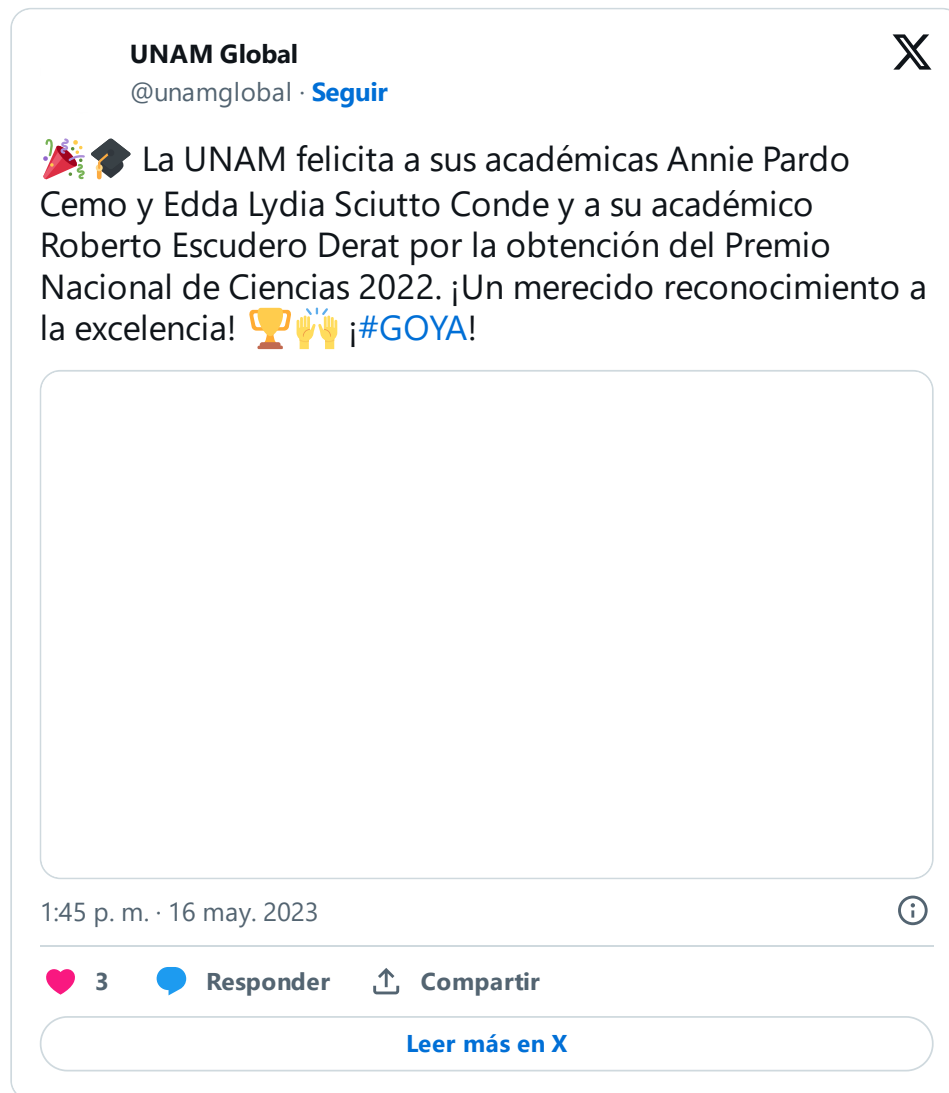 UNAM Global
@unamglobal · Seguir
🎉🎓 La UNAM felicita a sus académicas Annie Pardo
Cemo y Edda Lydia Sciutto Conde y a su académico
Roberto Escudero Derat por la obtención del Premio
Nacional de Ciencias 2022. ¡Un merecido reconocimiento a
la excelencia! 🏆🙌 ¡#GOYA!
1:45 p. m. · 16 may. 2023
3 Responder Compartir
Leer más en X